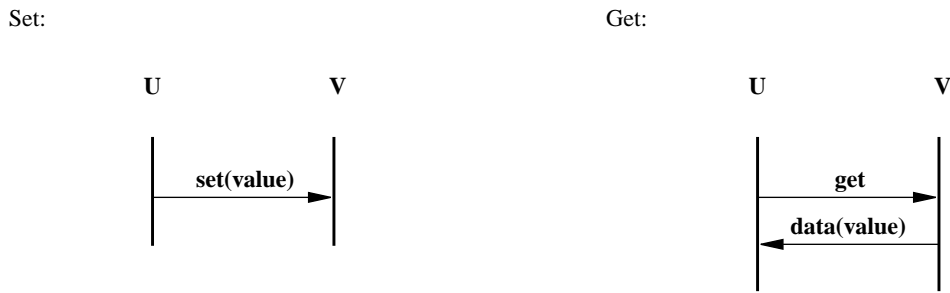 Set:
Get:
U
V
U
V
set(value)
get
data(value)